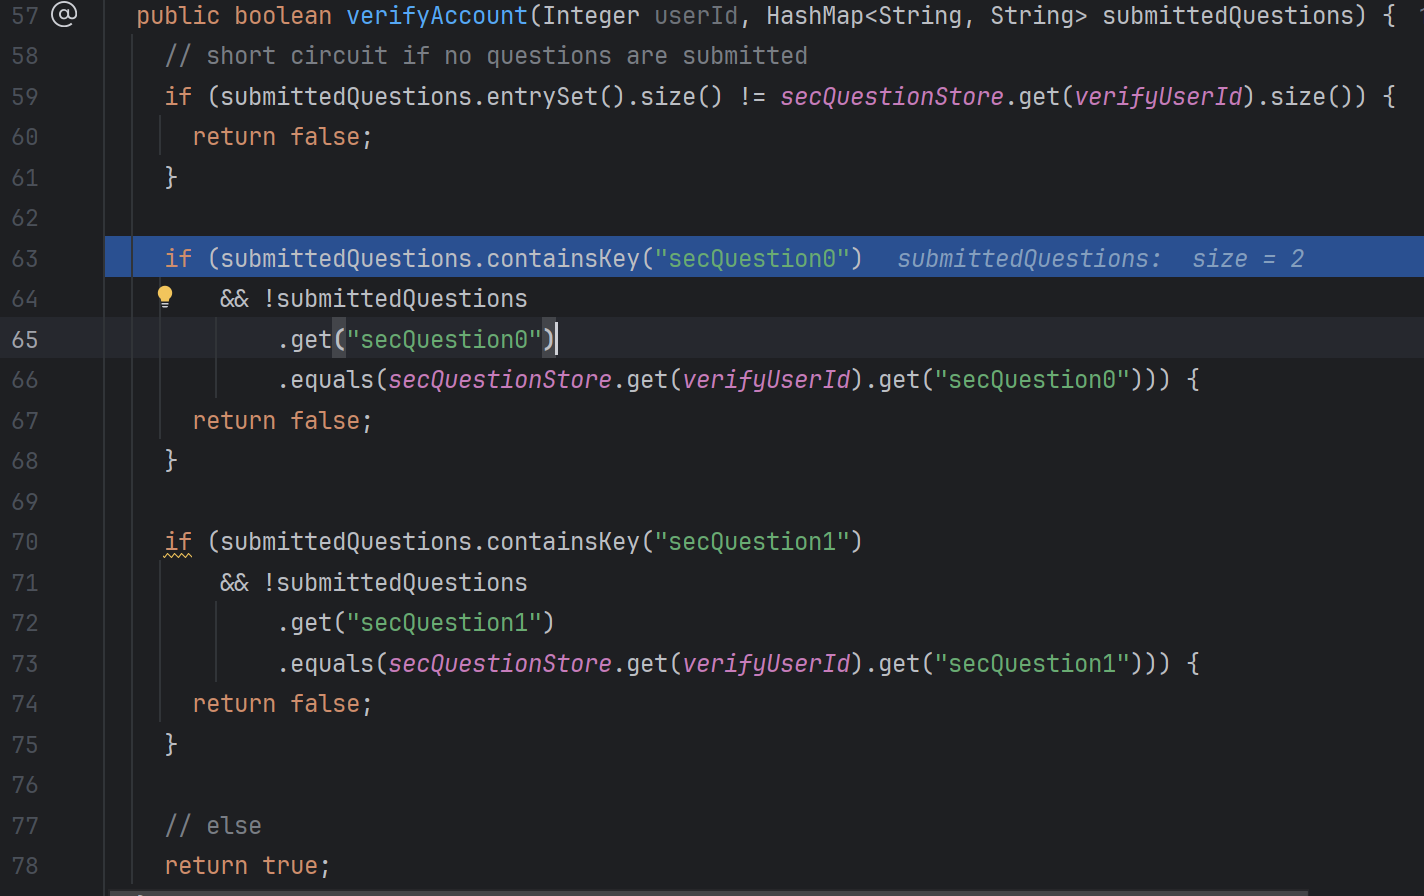 57 @ public boolean verifyAccount(Integer userId, HashMap<String, String> submittedQuestions) {
58 // short circuit if no questions are submitted
59 if (submittedQuestions.entrySet().size() != secQuestionStore.get(verifyUserId).size()) {
60 return false;
61 }
62
63 if (submittedQuestions.containsKey("secQuestion0") submittedQuestions: size = 2
64 && !submittedQuestions
65 .get("secQuestion0")
66 .equals(secQuestionStore.get(verifyUserId).get("secQuestion0"))) {
67 return false;
68 }
69
70 if (submittedQuestions.containsKey("secQuestion1")
71 && !submittedQuestions
72 .get("secQuestion1")
73 .equals(secQuestionStore.get(verifyUserId).get("secQuestion1"))) {
74 return false;
75 }
76
77 // else
78 return true;